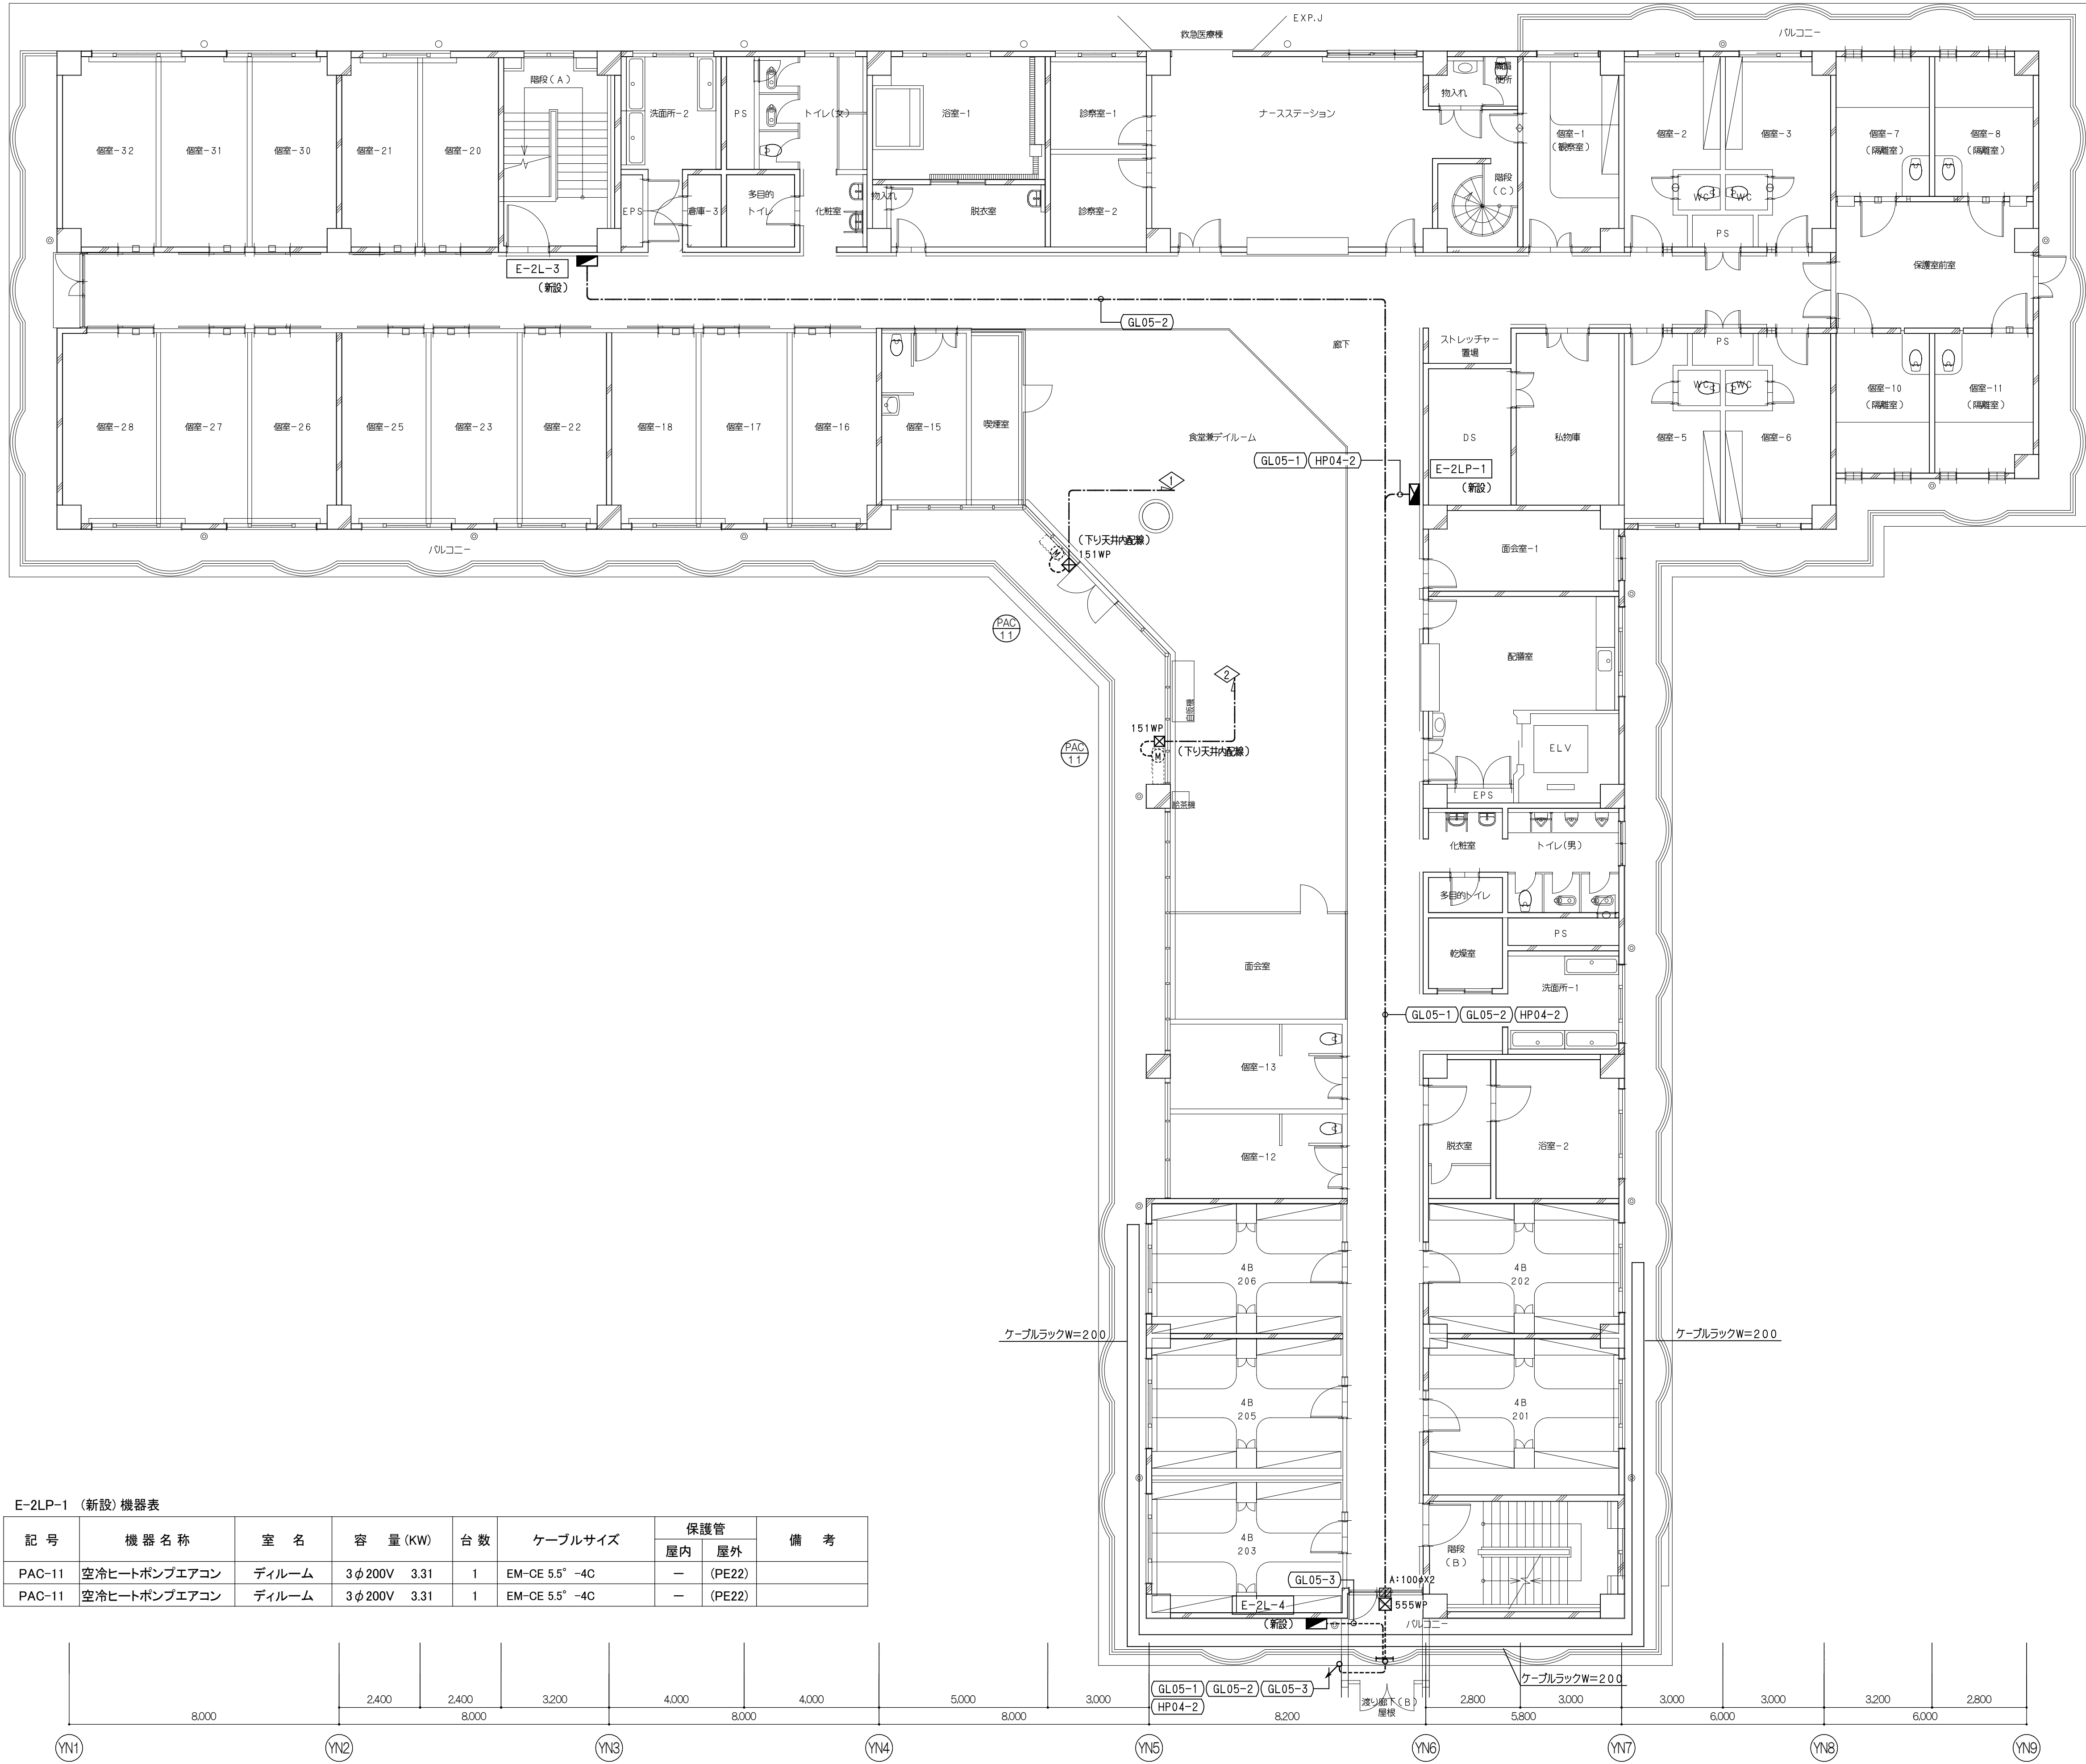 EXP.J
救急医療棟
バルコニー
階段(A)
洗面所-2
PS
トイレ(女)
浴室-1
診察室-1
ナースステーション
物入れ
便所
個室-1
(観察室)
個室-2
個室-3
個室-7
(隔離室)
個室-8
(隔離室)
個室-32
個室-31
個室-30
個室-21
個室-20
EPS
倉庫-3
多目的
トイレ
化粧室
物入れ
脱衣室
診察室-2
階段
(C)
WC
WC
PS
保護室前室
E-2L-3
(新設)
GL05-2
廊下
ストレッチャー
置場
PS
WC
WC
個室-10
(隔離室)
個室-11
(隔離室)
個室-28
個室-27
個室-26
個室-25
個室-23
個室-22
個室-18
個室-17
個室-16
個室-15
喫煙室
食堂兼デイルーム
DS
私物庫
個室-5
個室-6
GL05-1
HP04-2
E-2LP-1
(新設)
1
(下り天井内配線)
151WP
M
バルコニー
面会室-1
PAC
11
配膳室
2
自販機
151WP
(下り天井内配線)
M
PAC
11
ELV
EPS
給茶機
化粧室
トイレ(男)
多目的トイレ
PS
乾燥室
面会室
洗面所-1
GL05-1
GL05-2
HP04-2
個室-13
個室-12
脱衣室
浴室-2
4B
206
4B
202
ケーブルラックW=200
ケーブルラックW=200
4B
205
4B
201
4B
203
階段
(B)
GL05-3
A:100φX2
E-2L-4
555WP
(新設)
バルコニー
ケーブルラックW=200
GL05-1
GL05-2
GL05-3
HP04-2
渡り廊下(B)
屋根
E-2LP-1 (新設)機器表
記 号 機 器 名 称 室 名 容 量(KW) 台 数 ケーブルサイズ 保護管 備 考
屋内 屋外
PAC-11 空冷ヒートポンプエアコン ディルーム 3φ200V 3.31 1 EM-CE 5.5° -4C － (PE22)
PAC-11 空冷ヒートポンプエアコン ディルーム 3φ200V 3.31 1 EM-CE 5.5° -4C － (PE22)
2,400 2,400 3,200 4,000 4,000 5,000 3,000 2,800 3,000 3,000 3,000 3,200 2,800
8,000 8,000 8,000 8,000 8,200 5,800 6,000 6,000
YN1 YN2 YN3 YN4 YN5 YN6 YN7 YN8 YN9